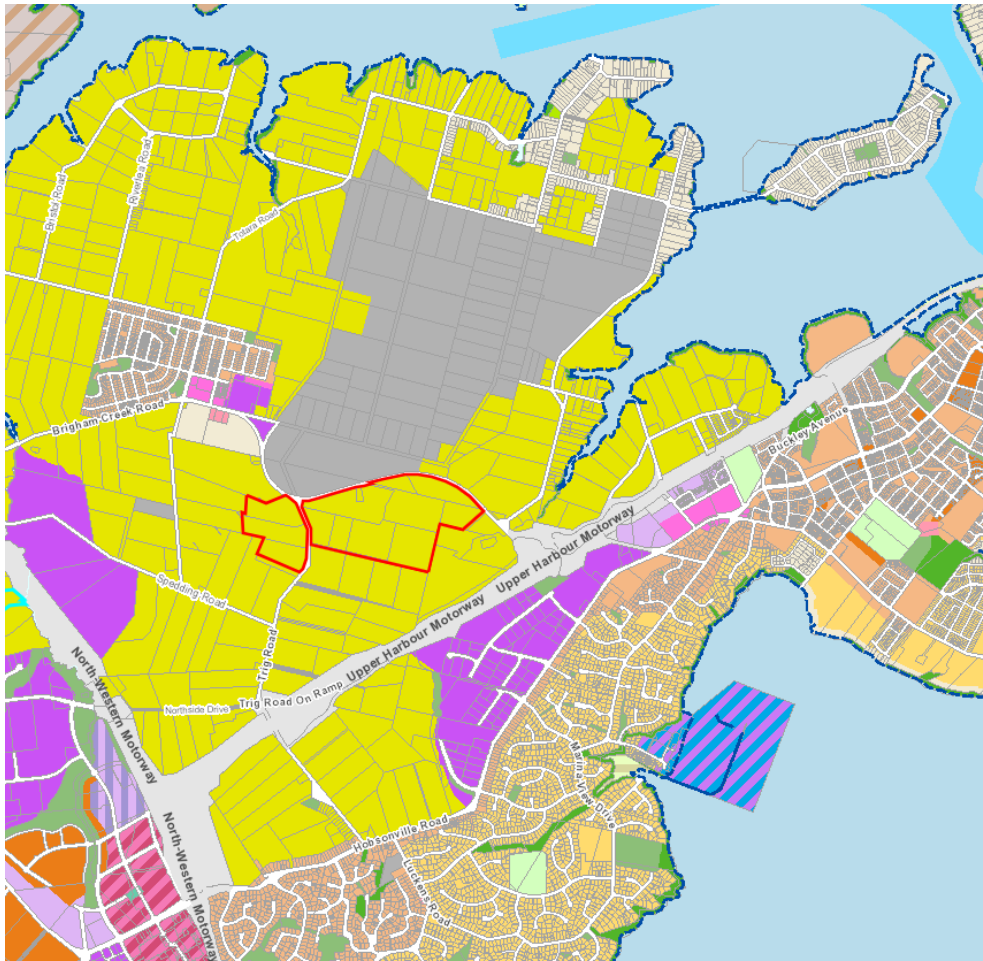 Bristol Road
Riverlea Road
Totara Road
Brigham Creek Road
Buckley Avenue
Upper Harbour Motorway
Upper Harbour Motorway
Spedding Road
Trig Road
Northside Drive
Trig Road On Ramp
North-Western Motorway
North-Western Motorway
Marina View Drive
Hobsonville Road
Luckens Road